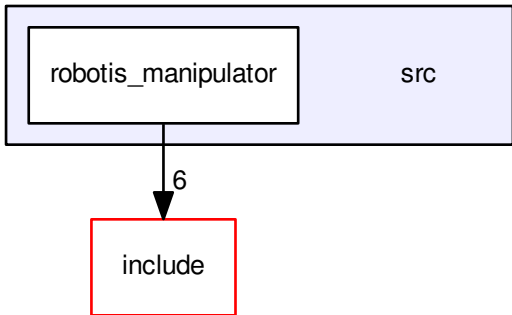 robotis_manipulator
src
6
include